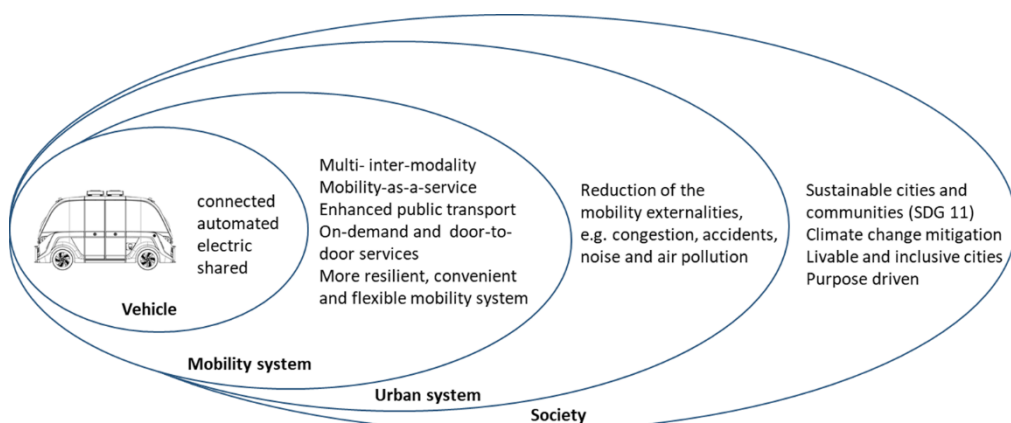 connected
automated
electric
shared
Vehicle
Multi- inter-modality
Mobility-as-a-service
Enhanced public transport
On-demand and door-to-
door services
More resilient, convenient
and flexible mobility system
Mobility system
Reduction of the
mobility externalities,
e.g. congestion, accidents,
noise and air pollution
Urban system
Sustainable cities and
communities (SDG 11)
Climate change mitigation
Livable and inclusive cities
Purpose driven
Society